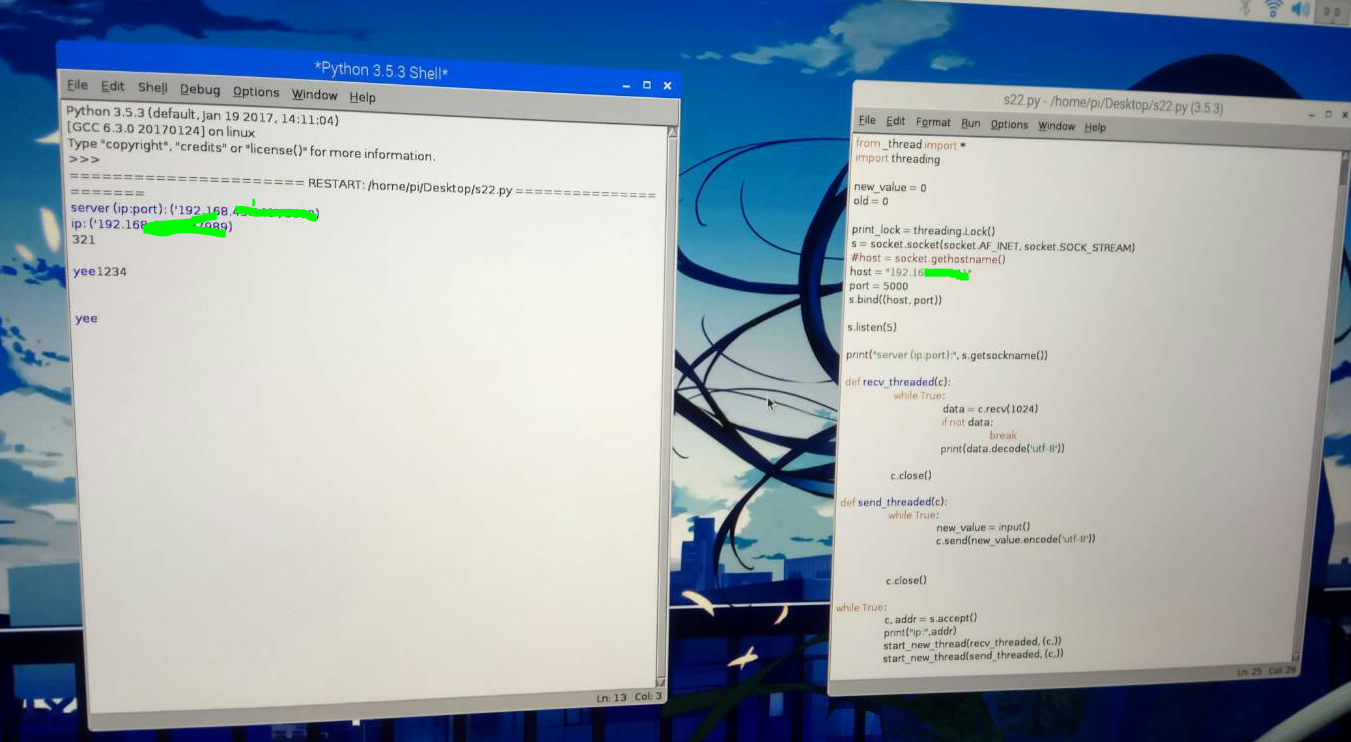 *Python 3.5.3 Shell*
File Edit Shell Debug Options Window Help
Python 3.5.3 (default, Jan 19 2017, 14:11:04)
[GCC 6.3.0 20170124] on linux
Type "copyright", "credits" or "license()" for more information.
>>>
====================== RESTART: /home/pi/Desktop/s22.py ===============
=======
server (ip:port): ('192.168.
ip: ('192.168
321
yee1234
yee
Ln: 13 Col: 3
s22.py - /home/pi/Desktop/s22.py (3.5.3)
File Edit Format Run Options Window Help
from _thread import *
import threading
new_value = 0
old = 0
print_lock = threading.Lock()
s = socket.socket(socket.AF_INET, socket.SOCK_STREAM)
#host = socket.gethostname()
host = "192.16
port = 5000
s.bind((host, port))
s.listen(5)
print("server (ip:port):", s.getsockname())
def recv_threaded(c):
while True:
data = c.recv(1024)
if not data:
break
print(data.decode('utf-8'))
c.close()
def send_threaded(c):
while True:
new_value = input()
c.send(new_value.encode('utf-8'))
c.close()
while True:
c, addr = s.accept()
print("ip:",addr)
start_new_thread(recv_threaded, (c,))
start_new_thread(send_threaded, (c,))
Ln: 25 Col: 29